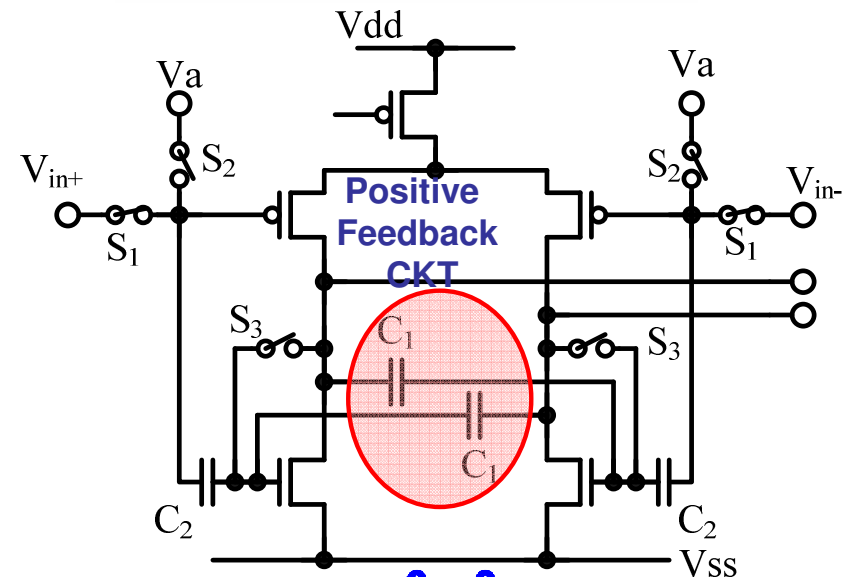 Vdd
Va
Va
S₂
S₂
Vin+
Vin-
Positive
Feedback
CKT
S₁
S₁
S₃
S₃
C₁
C₁
C₂
C₂
Vss